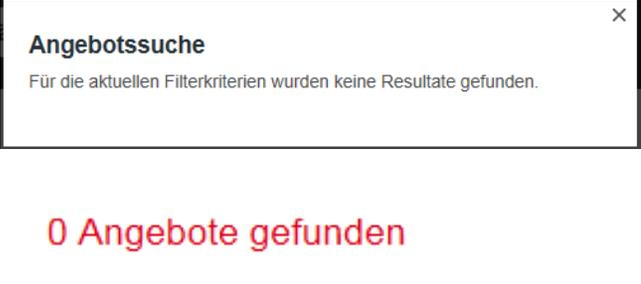 Angebotssuche
Für die aktuellen Filterkriterien wurden keine Resultate gefunden.
0 Angebote gefunden